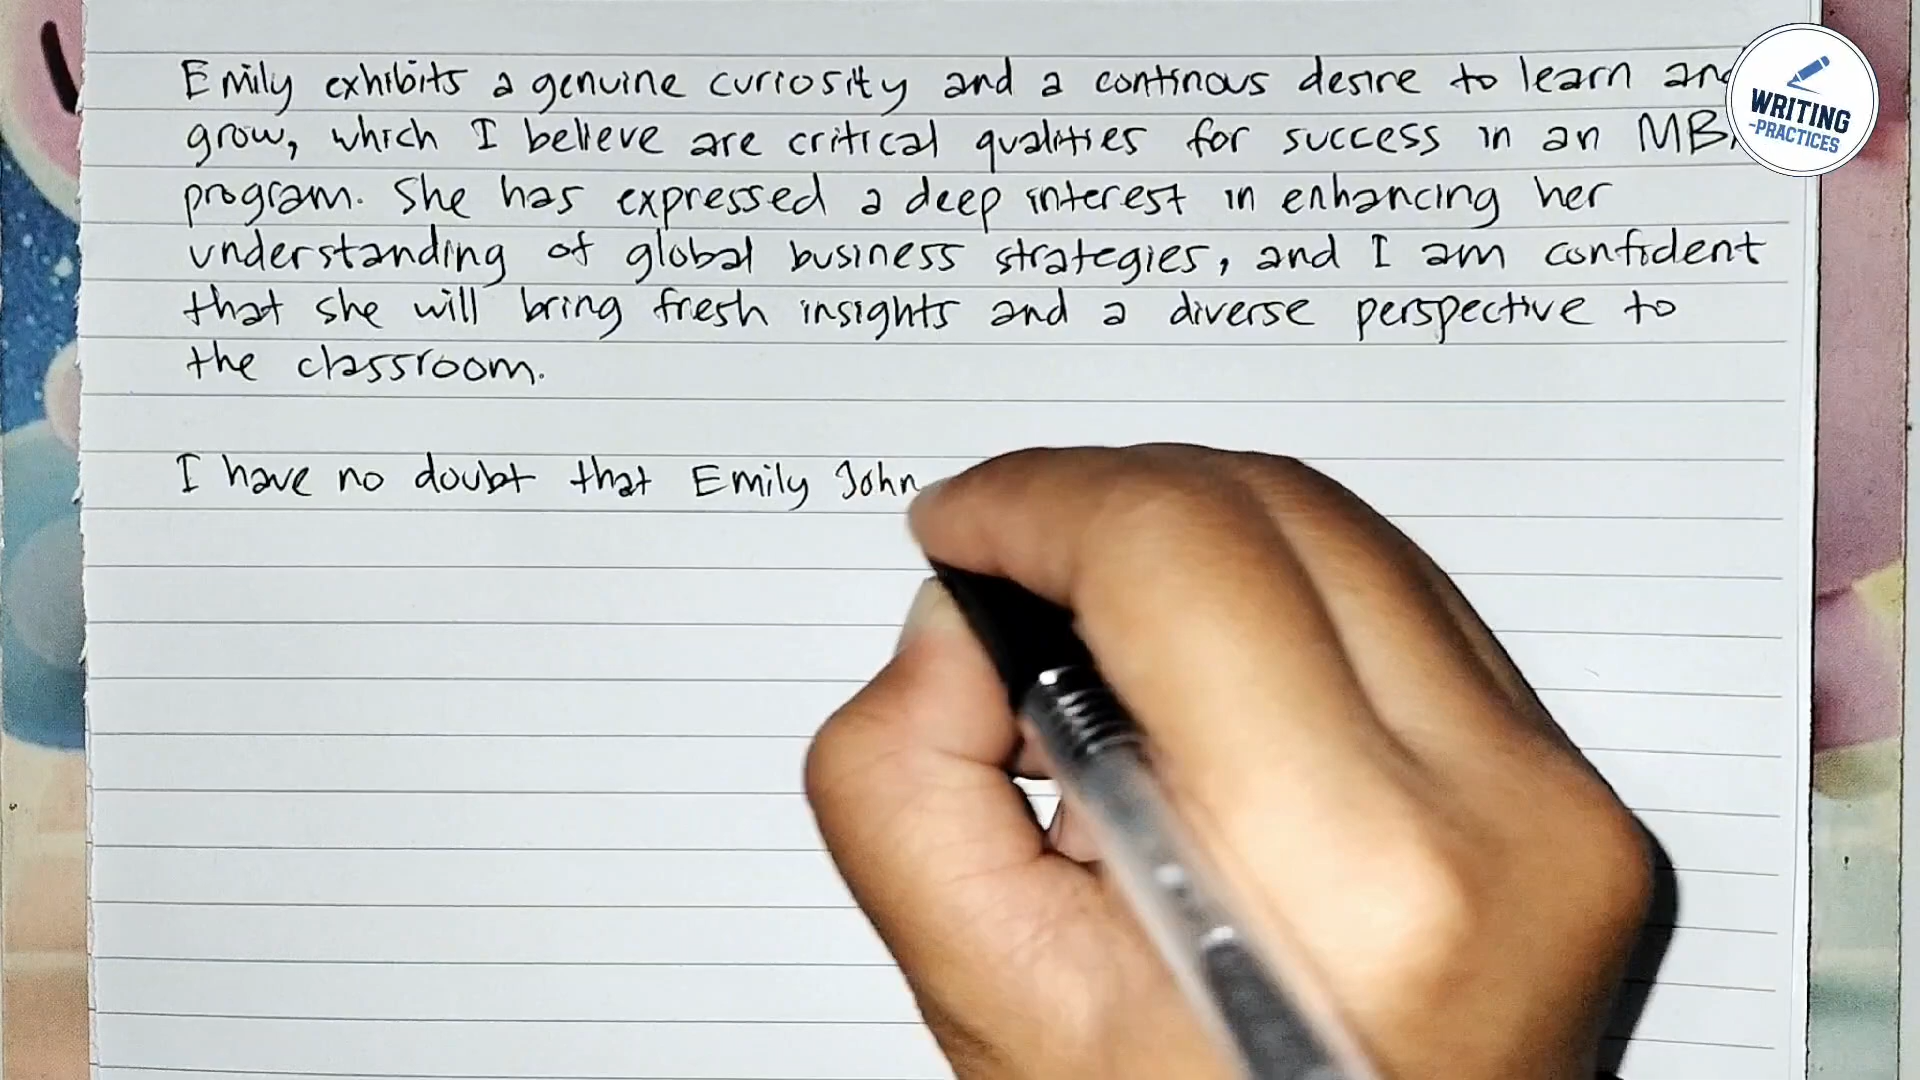 Emily exhibits a genuine curiosity and a continous desire to learn and
grow, which I believe are critical qualities for success in an MBA
program. She has expressed a deep interest in enhancing her
understanding of global business strategies, and I am confident
that she will bring fresh insights and a diverse perspective to
the classroom.
I have no doubt that Emily John
WRITING
-PRACTICES